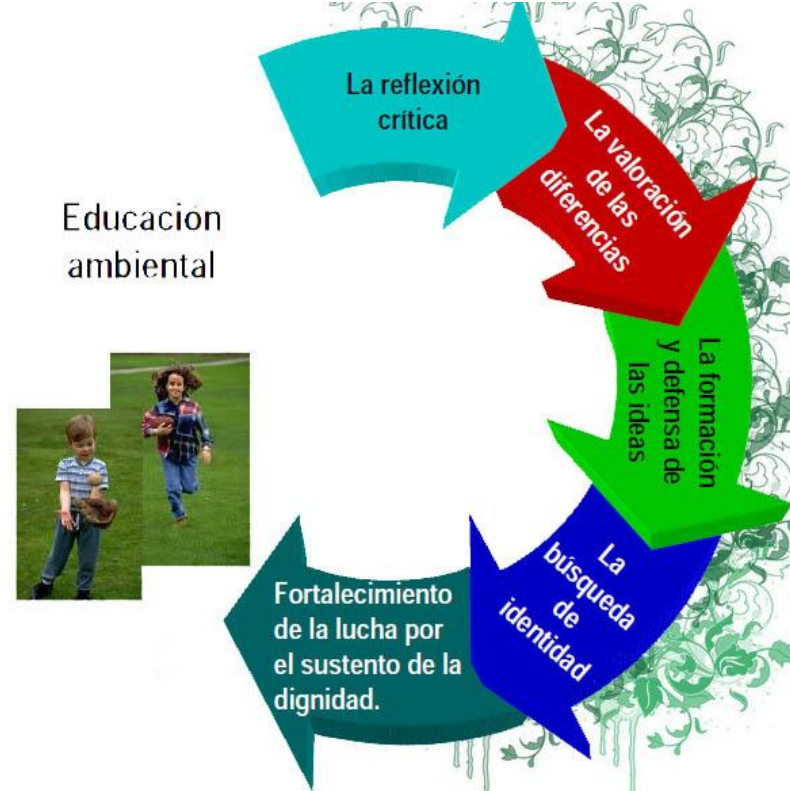 La reflexión
crítica
La valoración
de las
diferencias
Educación
ambiental
La formación
y defensa de
las ideas
La
búsqueda
de
identidad
Fortalecimiento
de la lucha por
el sustento de la
dignidad.